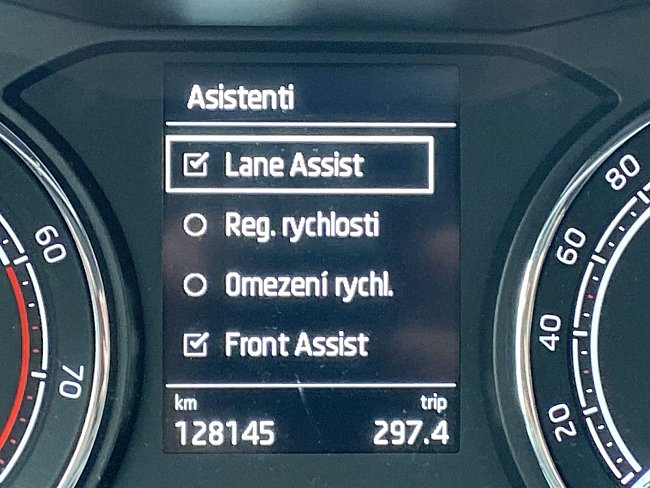 Asistenti
Lane Assist
Reg. rychlosti
Omezení rychl.
Front Assist
km trip
128145 297.4
60
70
80
60
40
20